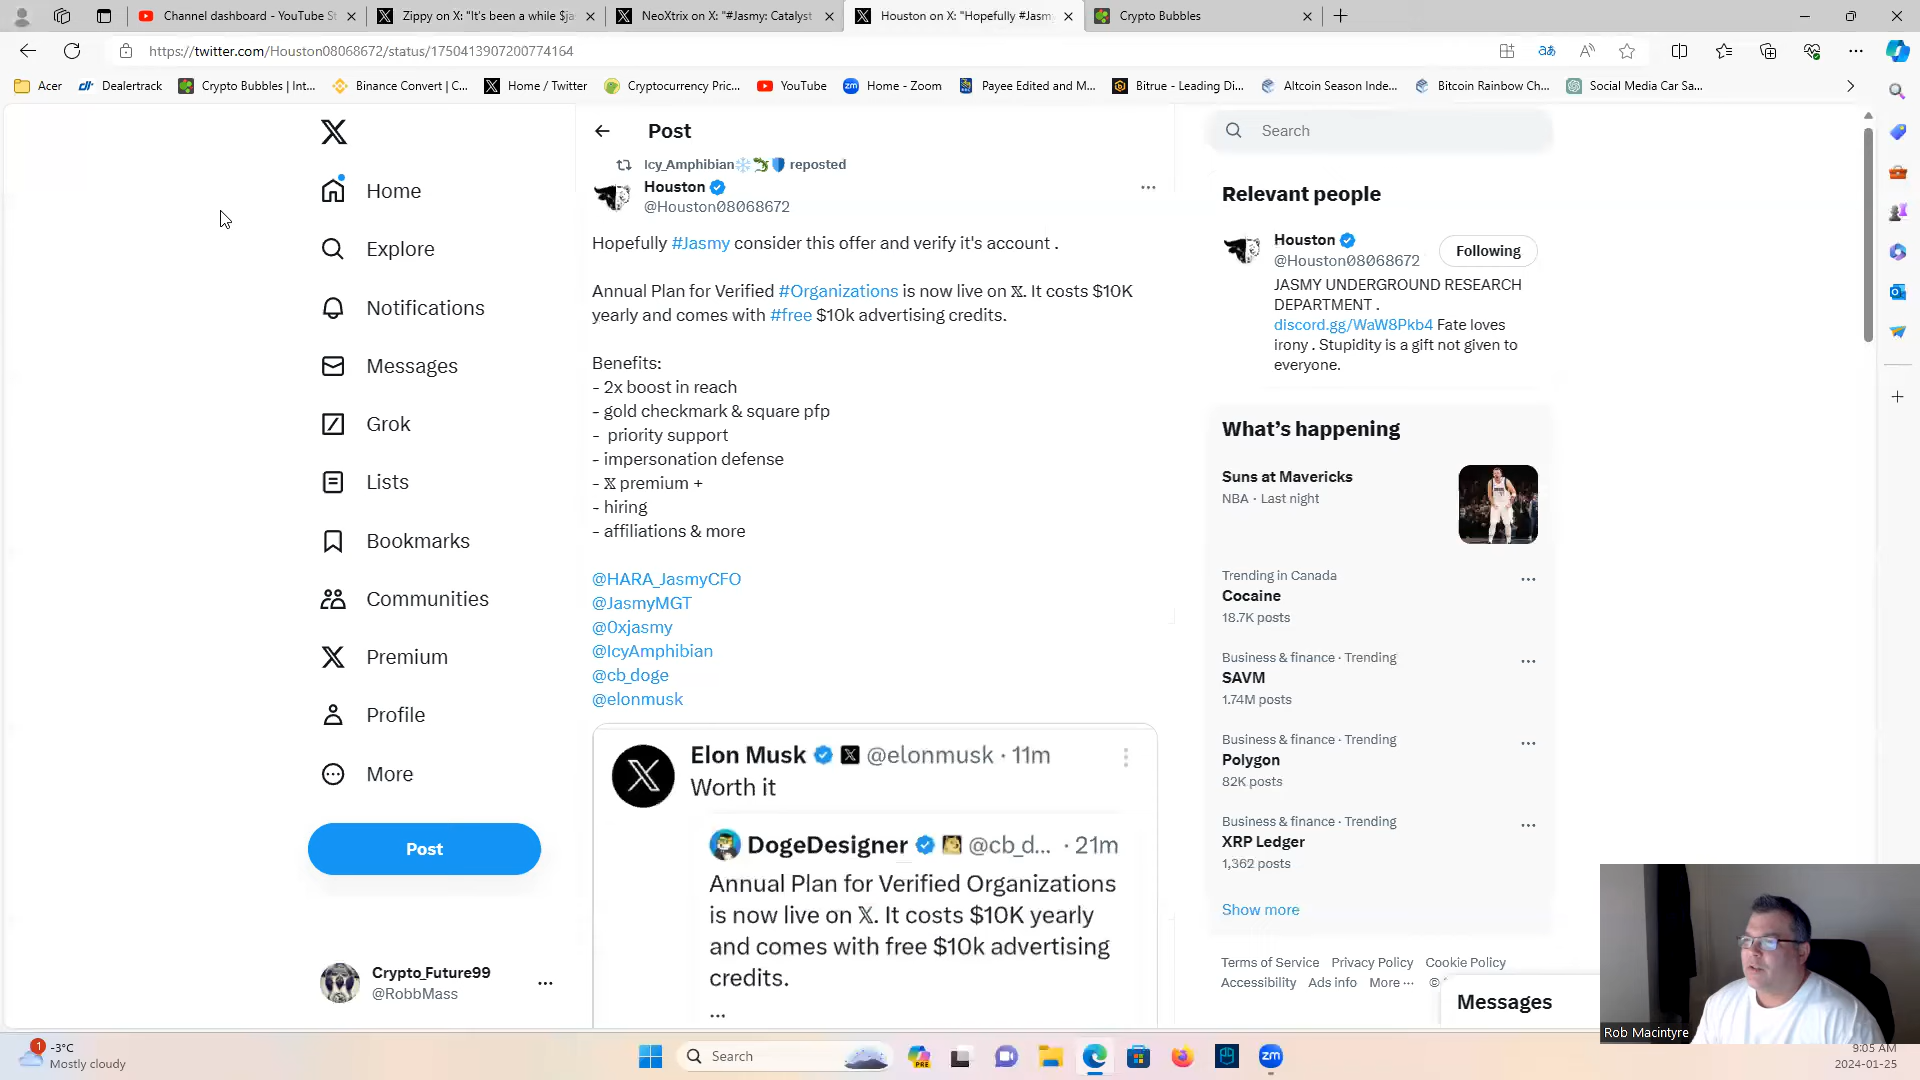 Channel dashboard - YouTube St
Zippy on X: "It's been a while $ja
NeoXtrix on X: "#Jasmy: Catalyst
Houston on X: "Hopefully #Jasmy
Crypto Bubbles
https://twitter.com/Houston08068672/status/1750413907200774164
Acer
Dealertrack
Crypto Bubbles | Int...
Binance Convert | C...
Home / Twitter
Cryptocurrency Pric...
YouTube
Home - Zoom
Payee Edited and M...
Bitrue - Leading Di...
Altcoin Season Inde...
Bitcoin Rainbow Ch...
Social Media Car Sa...
Home
Explore
Notifications
Messages
Grok
Lists
Bookmarks
Communities
Premium
Profile
More
Post
Crypto_Future99
@RobbMass
Post
Icy_Amphibian reposted
Houston
@Houston08068672
Hopefully #Jasmy consider this offer and verify it's account .
Annual Plan for Verified #Organizations is now live on 𝕏. It costs $10K
yearly and comes with #free $10k advertising credits.
Benefits:
- 2x boost in reach
- gold checkmark & square pfp
- priority support
- impersonation defense
- 𝕏 premium +
- hiring
- affiliations & more
@HARA_JasmyCFO
@JasmyMGT
@0xjasmy
@IcyAmphibian
@cb_doge
@elonmusk
Elon Musk @elonmusk · 11m
Worth it
DogeDesigner @cb_d... · 21m
Annual Plan for Verified Organizations
is now live on 𝕏. It costs $10K yearly
and comes with free $10k advertising
credits.
...
Search
Relevant people
Houston
@Houston08068672
Following
JASMY UNDERGROUND RESEARCH
DEPARTMENT .
discord.gg/WaW8Pkb4 Fate loves
irony . Stupidity is a gift not given to
everyone.
What's happening
Suns at Mavericks
NBA · Last night
Trending in Canada
Cocaine
18.7K posts
Business & finance · Trending
SAVM
1.74M posts
Business & finance · Trending
Polygon
82K posts
Business & finance · Trending
XRP Ledger
1,362 posts
Show more
Terms of Service Privacy Policy Cookie Policy
Accessibility Ads info More ··· ©
Messages
Rob Macintyre
1
-3°C
Mostly cloudy
Search
PRE
zm
9:05 AM
2024-01-25